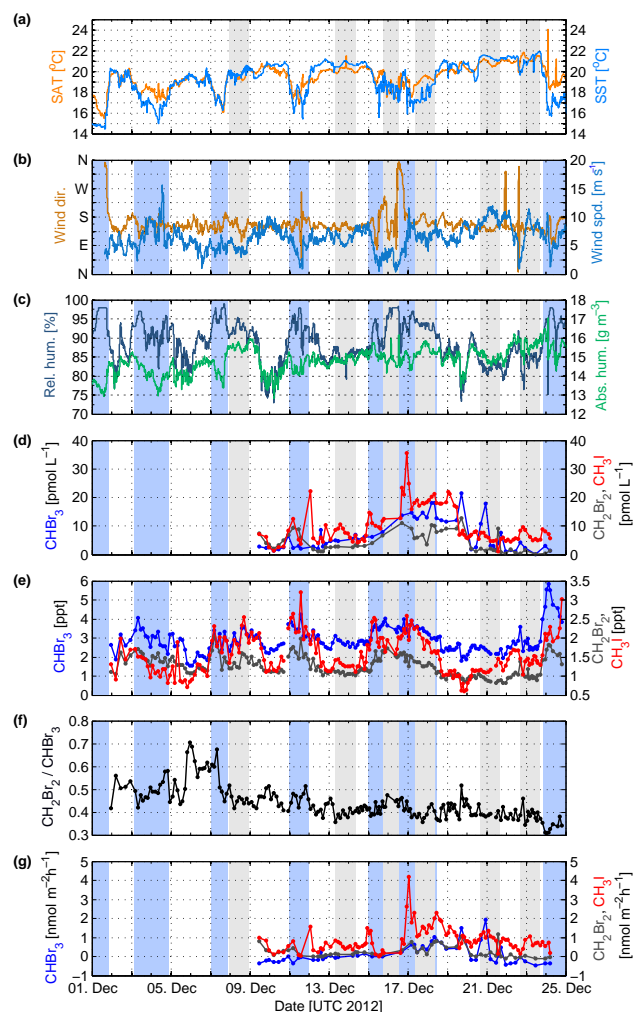 (a)
24
22
20
18
16
14
SAT [°C]
24
22
20
18
16
14
SST [°C]
(b)
N
W
S
E
N
Wind dir.
20
15
10
5
0
Wind spd. [m s⁻¹]
(c)
100
95
90
85
80
75
70
Rel. hum. [%]
18
17
16
15
14
13
12
Abs. hum. [g m⁻³]
(d)
40
30
20
10
0
CHBr₃ [pmol L⁻¹]
40
30
20
10
0
CH₂Br₂, CH₃I
[pmol L⁻¹]
(e)
6
5
4
3
2
1
0
CHBr₃ [ppt]
3.5
3
2.5
2
1.5
1
0.5
CH₂Br₂,
CH₃I [ppt]
(f)
0.8
0.7
0.6
0.5
0.4
0.3
CH₂Br₂ / CHBr₃
(g)
5
4
3
2
1
0
−1
CHBr₃ [nmol m⁻²h⁻¹]
5
4
3
2
1
0
−1
CH₂Br₂, CH₃I
[nmol m⁻²h⁻¹]
01. Dec 05. Dec 09. Dec 13. Dec 17. Dec 21. Dec 25. Dec
Date [UTC 2012]